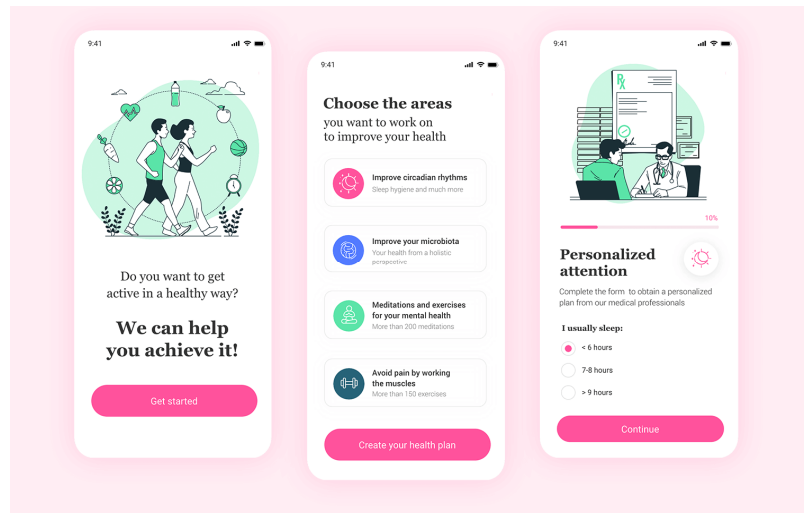 9:41
Do you want to get
active in a healthy way?
We can help
you achieve it!
Get started
9:41
Choose the areas
you want to work on
to improve your health
Improve circadian rhythms
Sleep hygiene and much more
Improve your microbiota
Your health from a holistic
perspective
Meditations and exercises
for your mental health
More than 200 meditations
Avoid pain by working
the muscles
More than 150 exercises
Create your health plan
9:41
RX
10%
Personalized
attention
Complete the form to obtain a personalized
plan from our medical professionals
I usually sleep:
< 6 hours
7-8 hours
> 9 hours
Continue